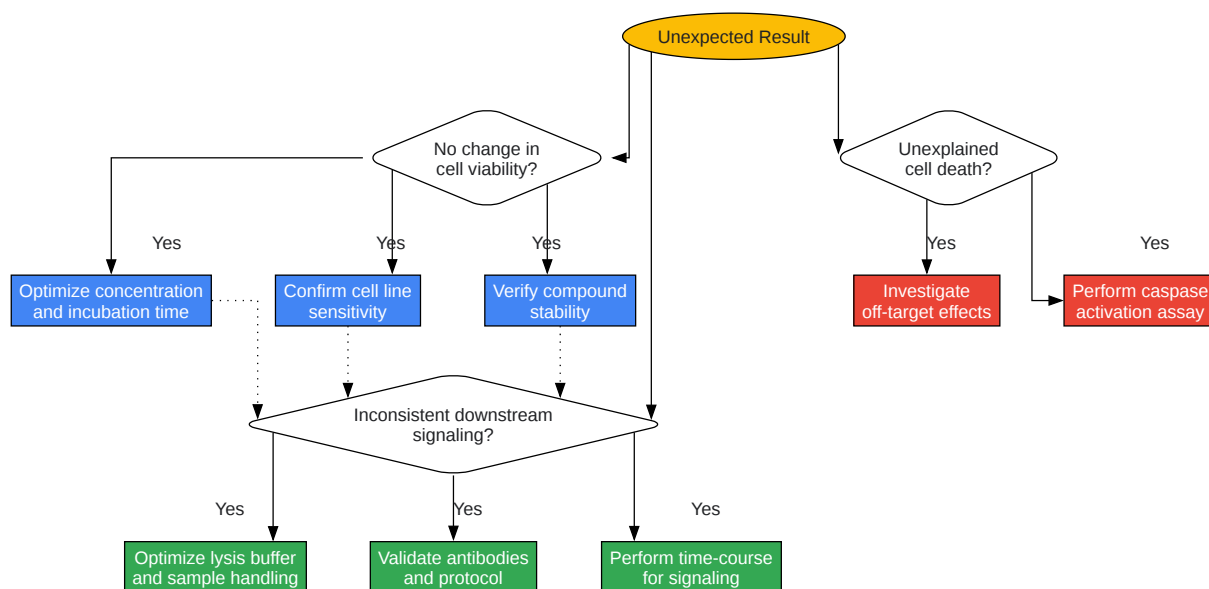 Unexpected Result
No change in
cell viability?
Unexplained
cell death?
Yes
Yes
Yes
Yes
Yes
Optimize concentration
and incubation time
Confirm cell line
sensitivity
Verify compound
stability
Investigate
off-target effects
Perform caspase
activation assay
Inconsistent downstream
signaling?
Yes
Yes
Yes
Optimize lysis buffer
and sample handling
Validate antibodies
and protocol
Perform time-course
for signaling